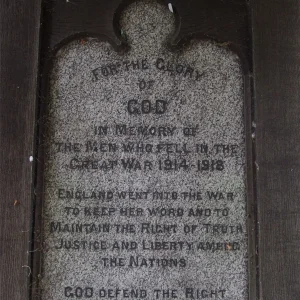 FOR THE GLORY
OF
GOD
IN MEMORY OF
THE MEN WHO FELL IN THE
GREAT WAR 1914-1918
ENGLAND WENT INTO THE WAR
TO KEEP HER WORD AND TO
MAINTAIN THE RIGHT OF TRUTH
JUSTICE AND LIBERTY AMONG
THE NATIONS
GOD DEFEND THE RIGHT